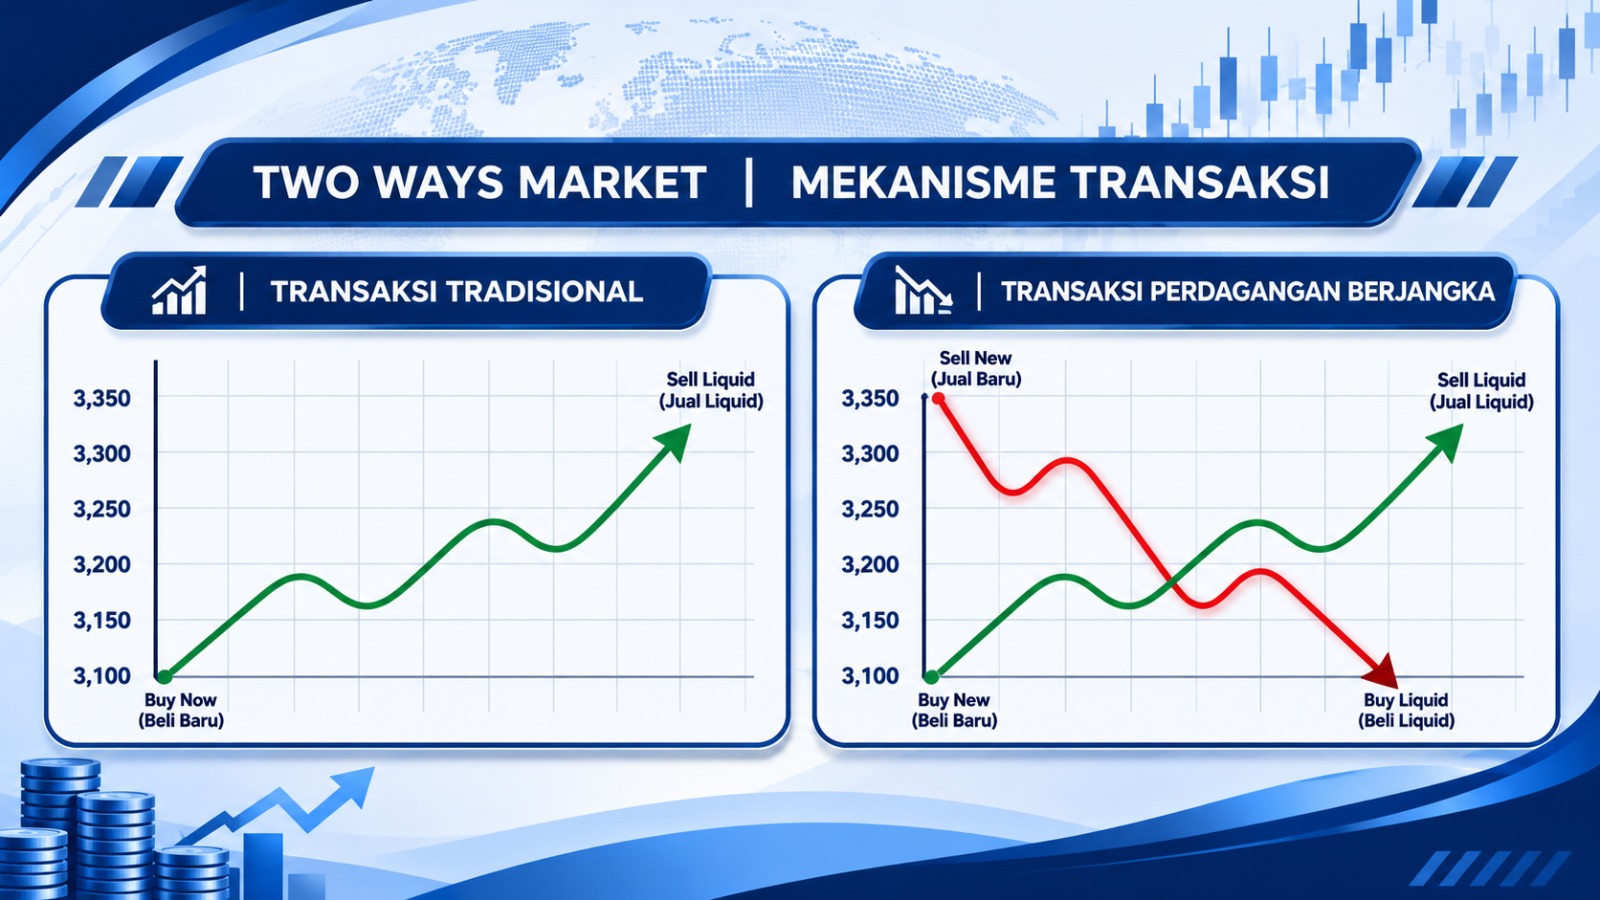 TWO WAYS MARKET | MEKANISME TRANSAKSI
TRANSAKSI TRADISIONAL
3,350
3,300
3,250
3,200
3,150
3,100
Sell Liquid
(Jual Liquid)
Buy Now
(Beli Baru)
TRANSAKSI PERDAGANGAN BERJANGKA
Sell New
(Jual Baru)
3,350
3,300
3,250
3,200
3,150
3,100
Sell Liquid
(Jual Liquid)
Buy New
(Beli Baru)
Buy Liquid
(Beli Liquid)